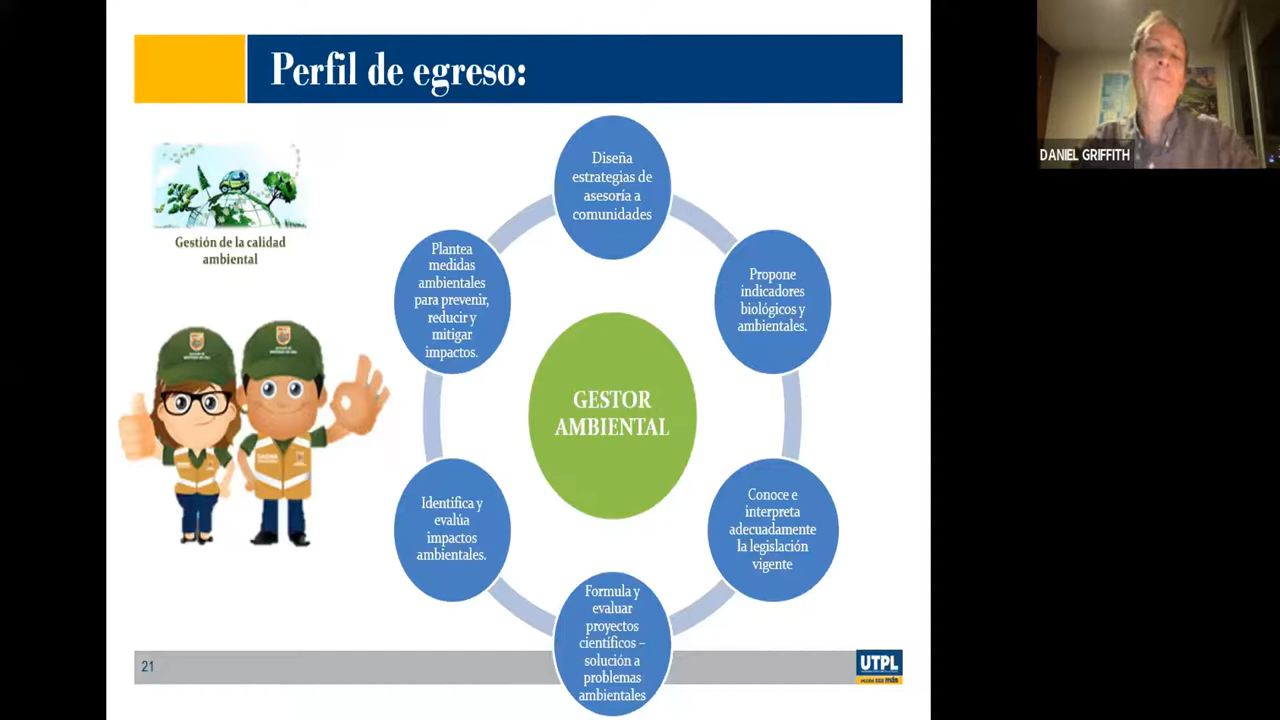 Perfil de egreso:
DANIEL GRIFFITH
Gestión de la calidad
ambiental
Diseña
estrategias de
asesoría a
comunidades
Propone
indicadores
biológicos y
ambientales.
Conoce e
interpreta
adecuadamente
la legislación
vigente
Formula y
evaluar
proyectos
científicos –
solución a
problemas
ambientales
Identifica y
evalúa
impactos
ambientales.
Plantea
medidas
ambientales
para prevenir,
reducir y
mitigar
impactos.
GESTOR
AMBIENTAL
21
UTPL